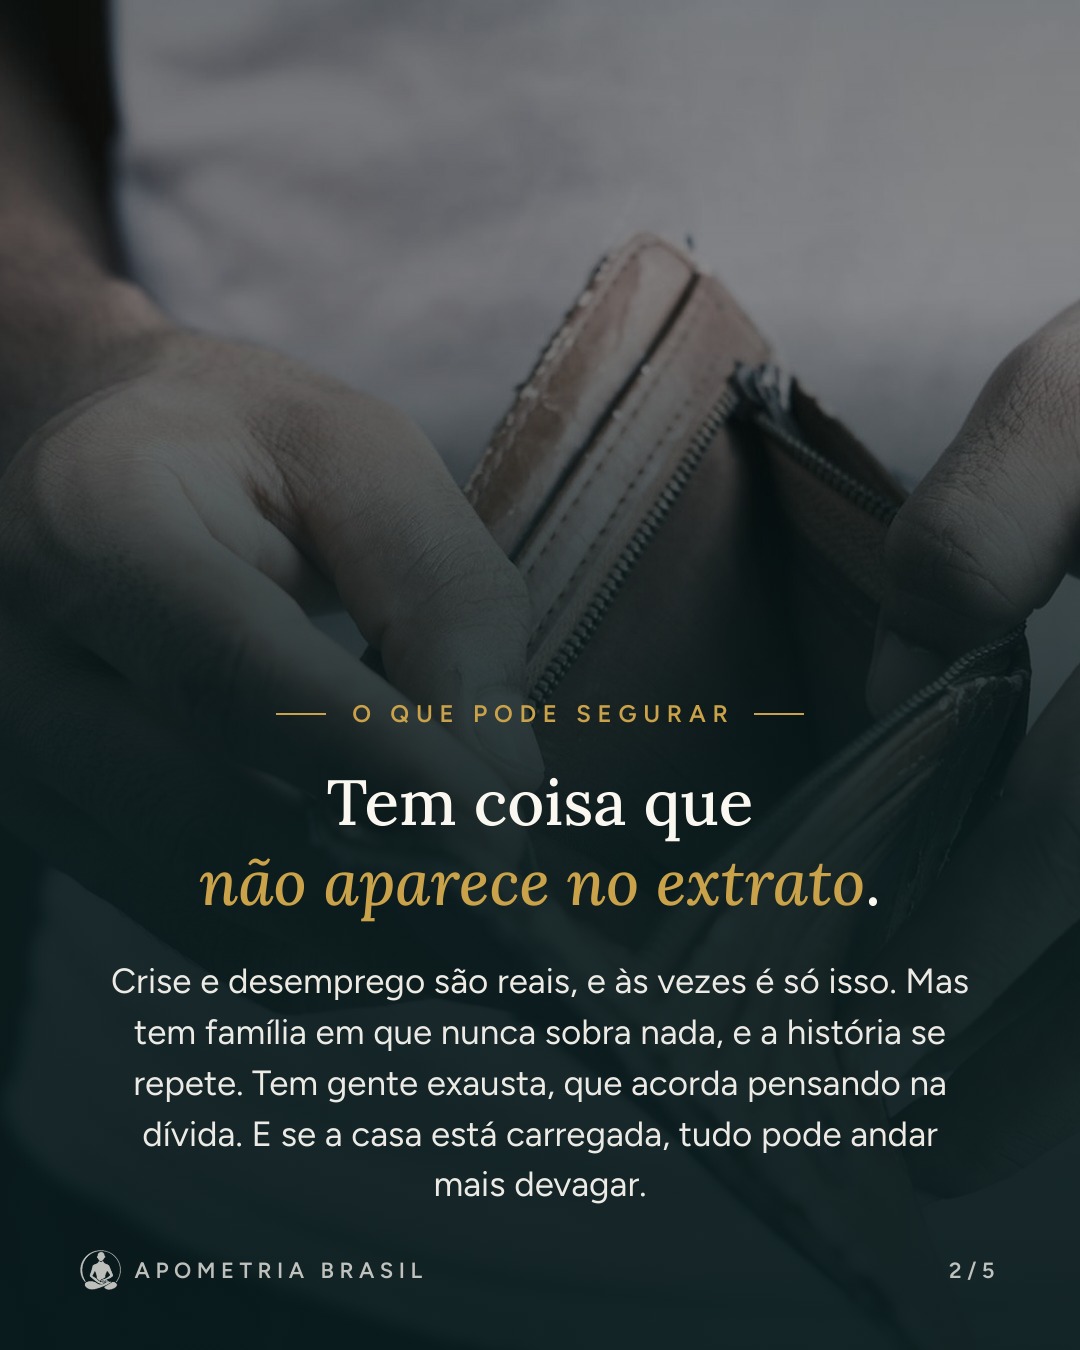 O QUE PODE SEGURAR
Tem coisa que
não aparece no extrato.
Crise e desemprego são reais, e às vezes é só isso. Mas
tem família em que nunca sobra nada, e a história se
repete. Tem gente exausta, que acorda pensando na
dívida. E se a casa está carregada, tudo pode andar
mais devagar.
APOMETRIA BRASIL
2/5